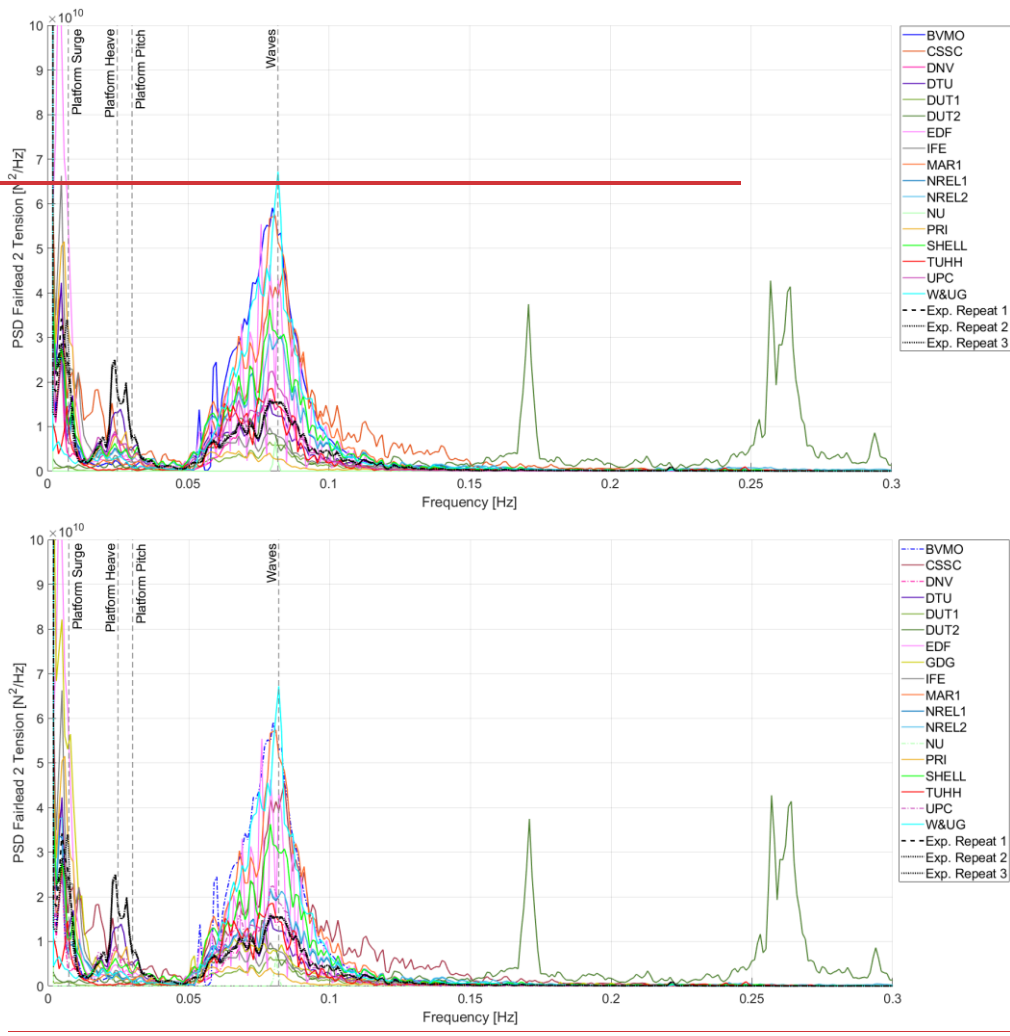 ×10^10
10
9
8
7
6
5
4
3
2
1
0
PSD Fairlead 2 Tension [N^2/Hz]
Platform Surge
Platform Heave
Platform Pitch
Waves
0 0.05 0.1 0.15 0.2 0.25 0.3
Frequency [Hz]
BVMO
CSSC
DNV
DTU
DUT1
DUT2
EDF
IFE
MAR1
NREL1
NREL2
NU
PRI
SHELL
TUHH
UPC
W&UG
Exp. Repeat 1
Exp. Repeat 2
Exp. Repeat 3
×10^10
10
9
8
7
6
5
4
3
2
1
0
PSD Fairlead 2 Tension [N^2/Hz]
Platform Surge
Platform Heave
Platform Pitch
Waves
0 0.05 0.1 0.15 0.2 0.25 0.3
Frequency [Hz]
BVMO
CSSC
DNV
DTU
DUT1
DUT2
EDF
GDG
IFE
MAR1
NREL1
NREL2
NU
PRI
SHELL
TUHH
UPC
W&UG
Exp. Repeat 1
Exp. Repeat 2
Exp. Repeat 3